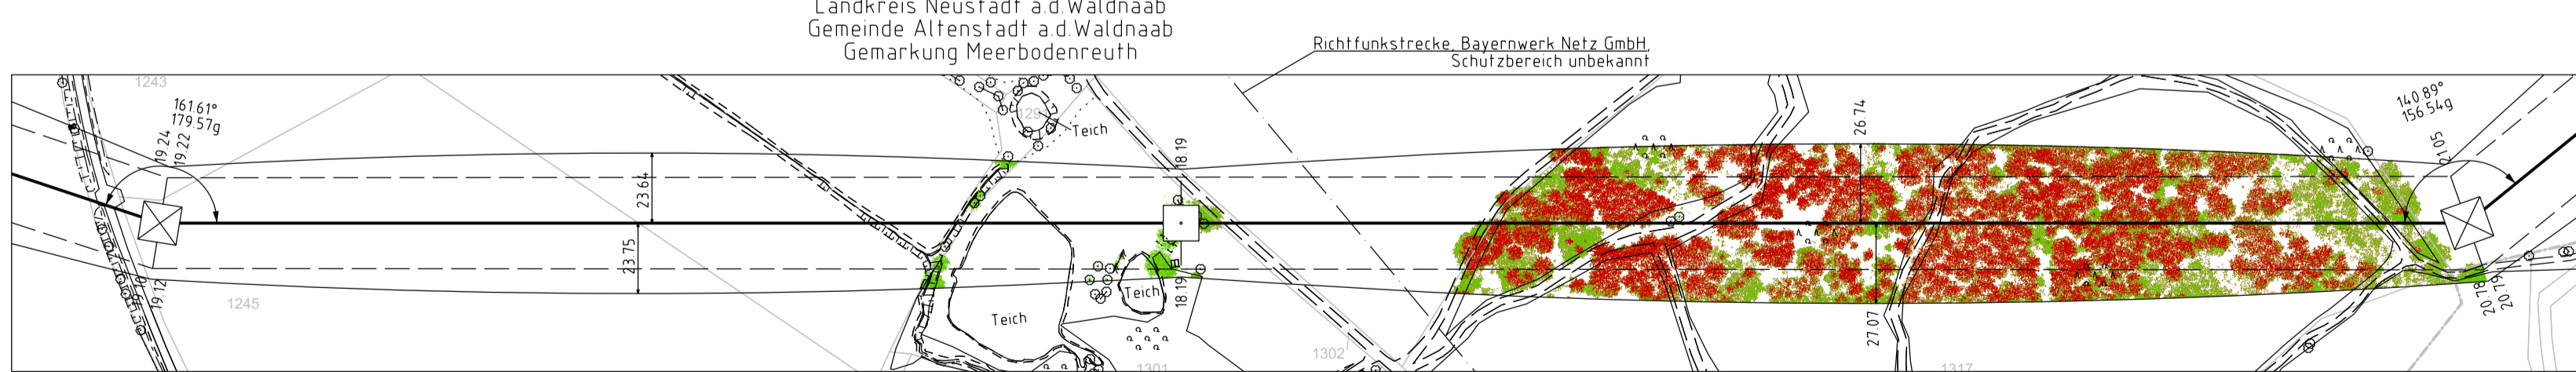 Landkreis Neustadt a.d.Waldnaab
Gemeinde Altenstadt a.d.Waldnaab
Gemarkung Meerbodenreuth
Richtfunkstrecke, Bayernwerk Netz GmbH,
Schutzbereich unbekannt
1243
161.61°
179.57g
19.24
19.22
19.12
1245
23.64
23.75
Teich
Teich
Teich
18.19
18.19
1301
1302
26.74
27.07
1317
140.89°
156.54g
21.05
20.78
20.79